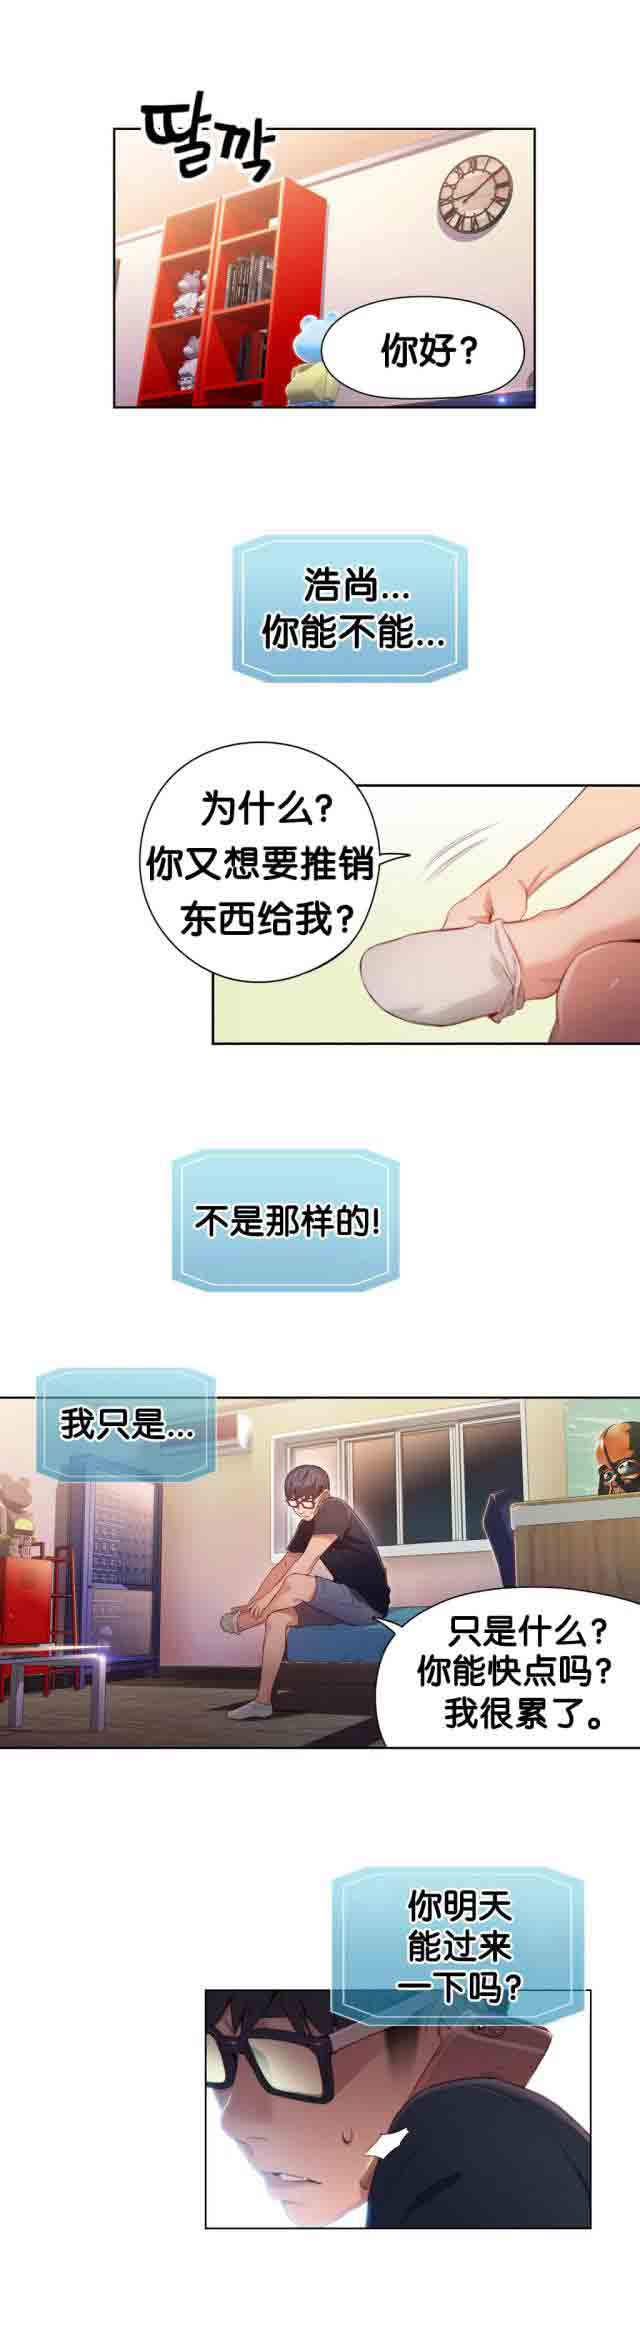 딸깍
你好?
浩尚...
你能不能...
为什么?
你又想要推销
东西给我?
不是那样的!
我只是...
只是什么?
你能快点吗?
我很累了。
你明天
能过来
一下吗?